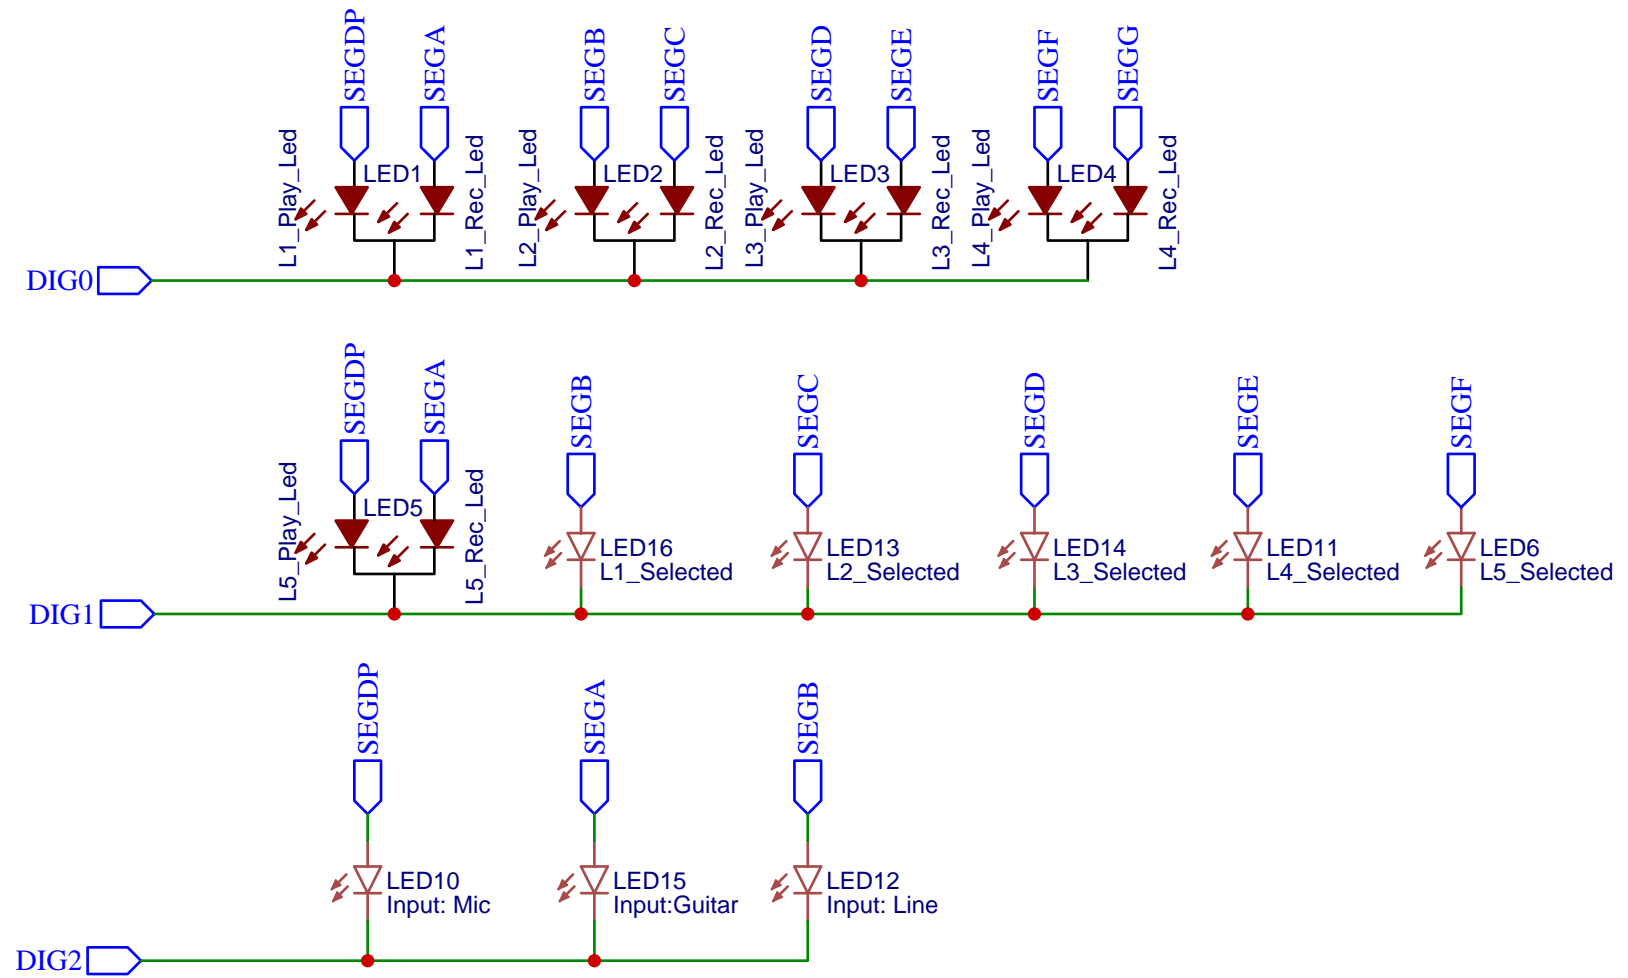 SEGDP
SEGA
SEGB
SEGC
SEGD
SEGE
SEGF
SEGG
L1_Play_Led
LED1
L1_Rec_Led
L2_Play_Led
LED2
L2_Rec_Led
L3_Play_Led
LED3
L3_Rec_Led
L4_Play_Led
LED4
L4_Rec_Led
DIG0
SEGDP
SEGA
SEGB
SEGC
SEGD
SEGE
SEGF
L5_Play_Led
LED5
L5_Rec_Led
LED16
L1_Selected
LED13
L2_Selected
LED14
L3_Selected
LED11
L4_Selected
LED6
L5_Selected
DIG1
SEGDP
SEGA
SEGB
LED10
Input: Mic
LED15
Input:Guitar
LED12
Input: Line
DIG2